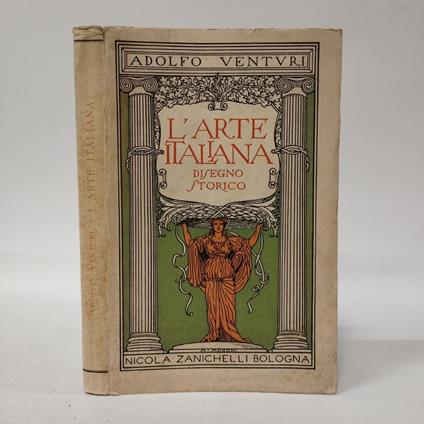 ADOLFO VENTVRI
L'ARTE
ITALIANA
DISEGNO
STORICO
NICOLA ZANICHELLI BOLOGNA
ADOLFO VENTURI - L'ARTE ITALIANA